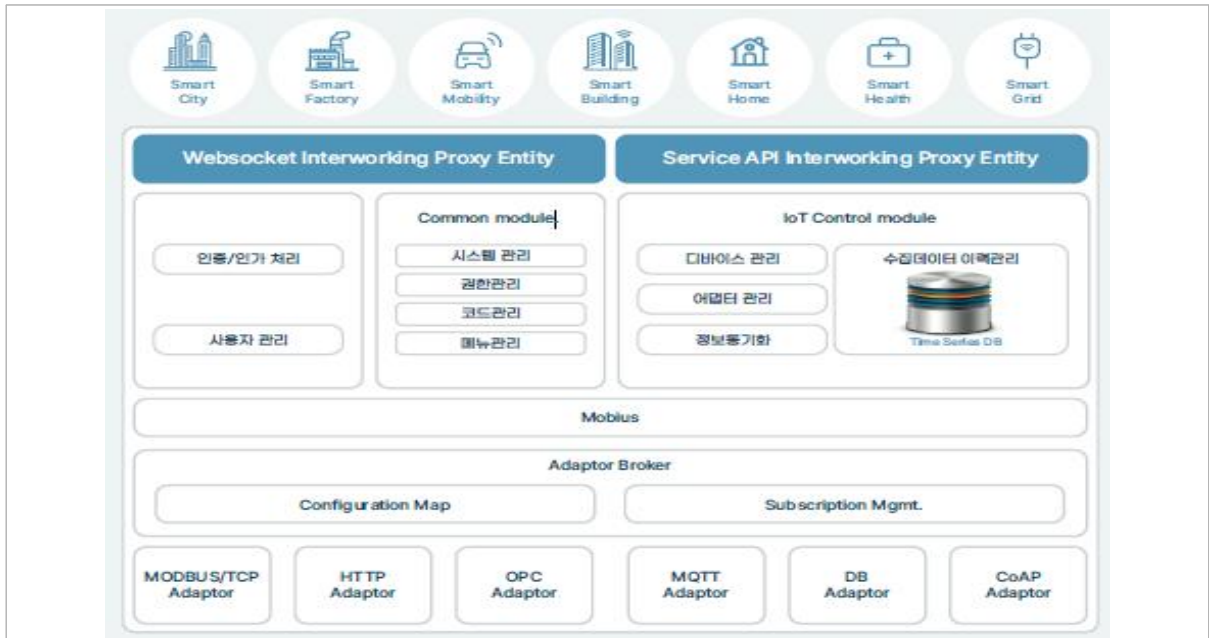 Smart
City
Smart
Factory
Smart
Mobility
Smart
Building
Smart
Home
Smart
Health
Smart
Grid
Websocket Interworking Proxy Entity
Service API Interworking Proxy Entity
인증/인가 처리
사용자 관리
Common module.
시스템 관리
권한관리
코드관리
메뉴관리
IoT Control module
디바이스 관리
어댑터 관리
정보동기화
수집데이터 이력관리
Time Series DB
Mobius
Adaptor Broker
Configuration Map
Subscription Mgmt.
MODBUS/TCP
Adaptor
HTTP
Adaptor
OPC
Adaptor
MQTT
Adaptor
DB
Adaptor
CoAP
Adaptor